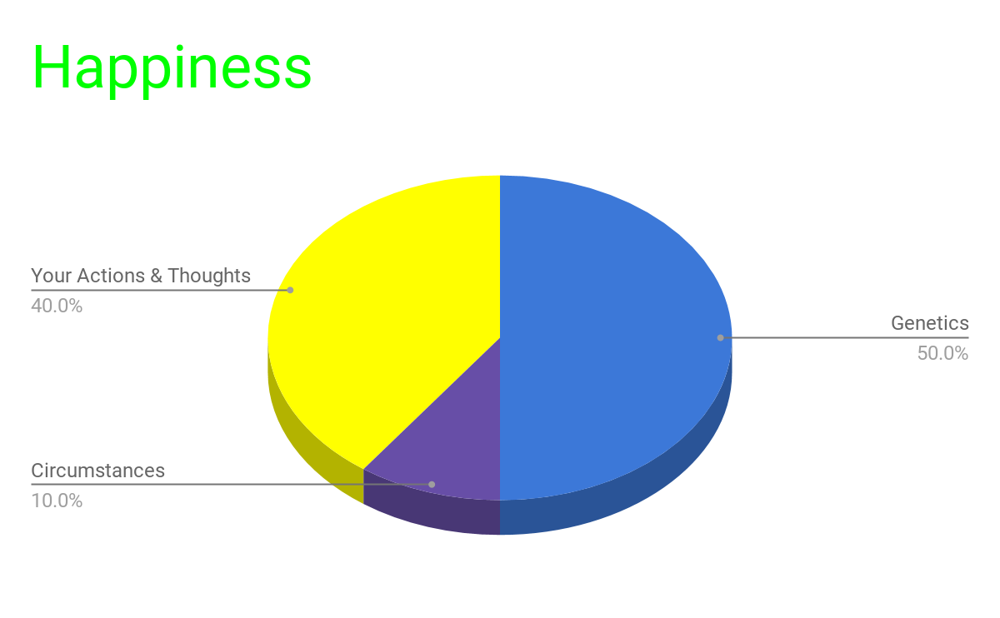 Happiness
Your Actions & Thoughts
40.0%
Genetics
50.0%
Circumstances
10.0%